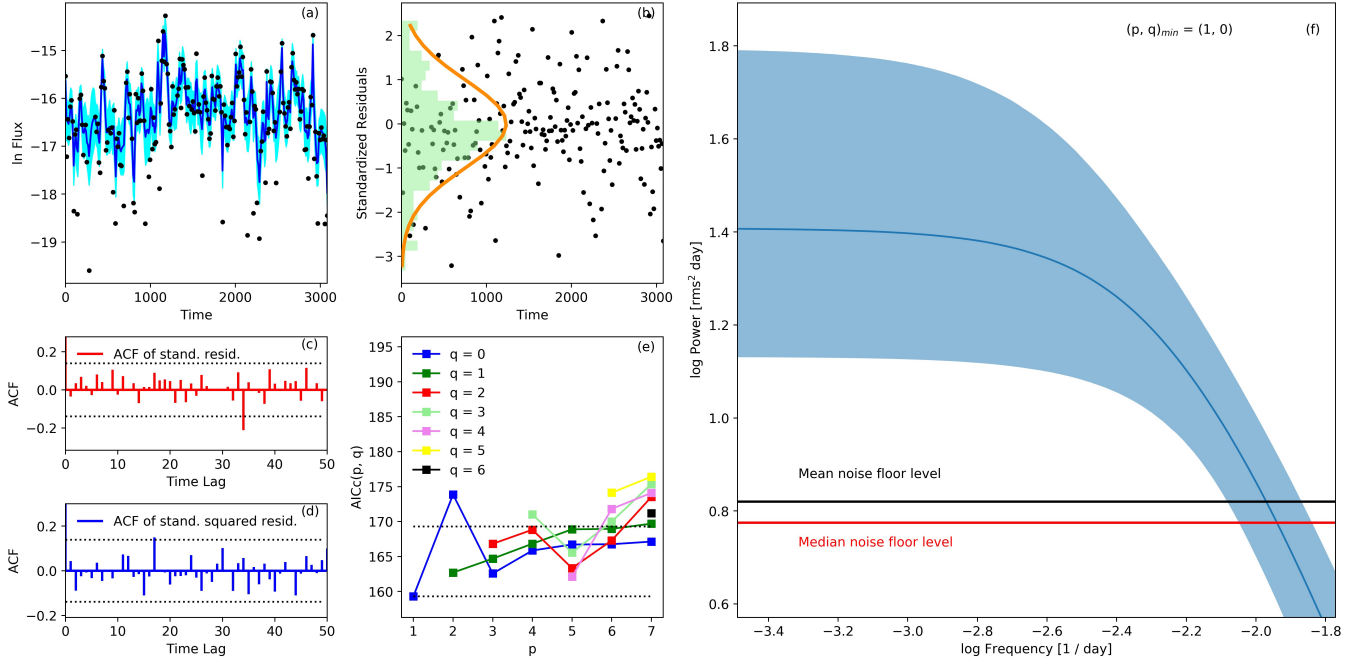 (a)
ln Flux
−15
−16
−17
−18
−19
0
1000
2000
3000
Time
(b)
Standardized Residuals
2
1
0
−1
−2
−3
0
1000
2000
3000
Time
(c)
ACF of stand. resid.
ACF
0.2
0.0
−0.2
0
10
20
30
40
50
Time Lag
(d)
ACF of stand. squared resid.
ACF
0.2
0.0
−0.2
0
10
20
30
40
50
Time Lag
(e)
q = 0
q = 1
q = 2
q = 3
q = 4
q = 5
q = 6
AICc(p, q)
195
190
185
180
175
170
165
160
1
2
3
4
5
6
7
p
(p, q)min = (1, 0)
(f)
log Power [rms² day]
1.8
1.6
1.4
1.2
1.0
0.8
0.6
Mean noise floor level
Median noise floor level
−3.4
−3.2
−3.0
−2.8
−2.6
−2.4
−2.2
−2.0
−1.8
log Frequency [1 / day]